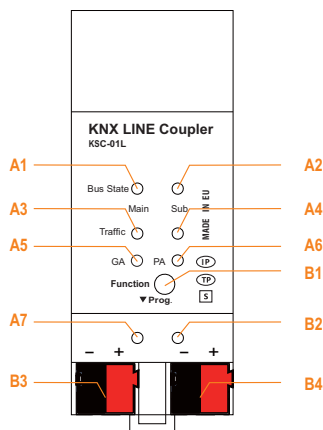 KNX LINE Coupler
KSC-01L
A1 A2
Bus State
Main Sub
A3 A4
Traffic
MADE IN EU
A5 A6
GA PA IP
B1
Function TP
▼Prog. S
A7 B2
– + – +
B3 B4